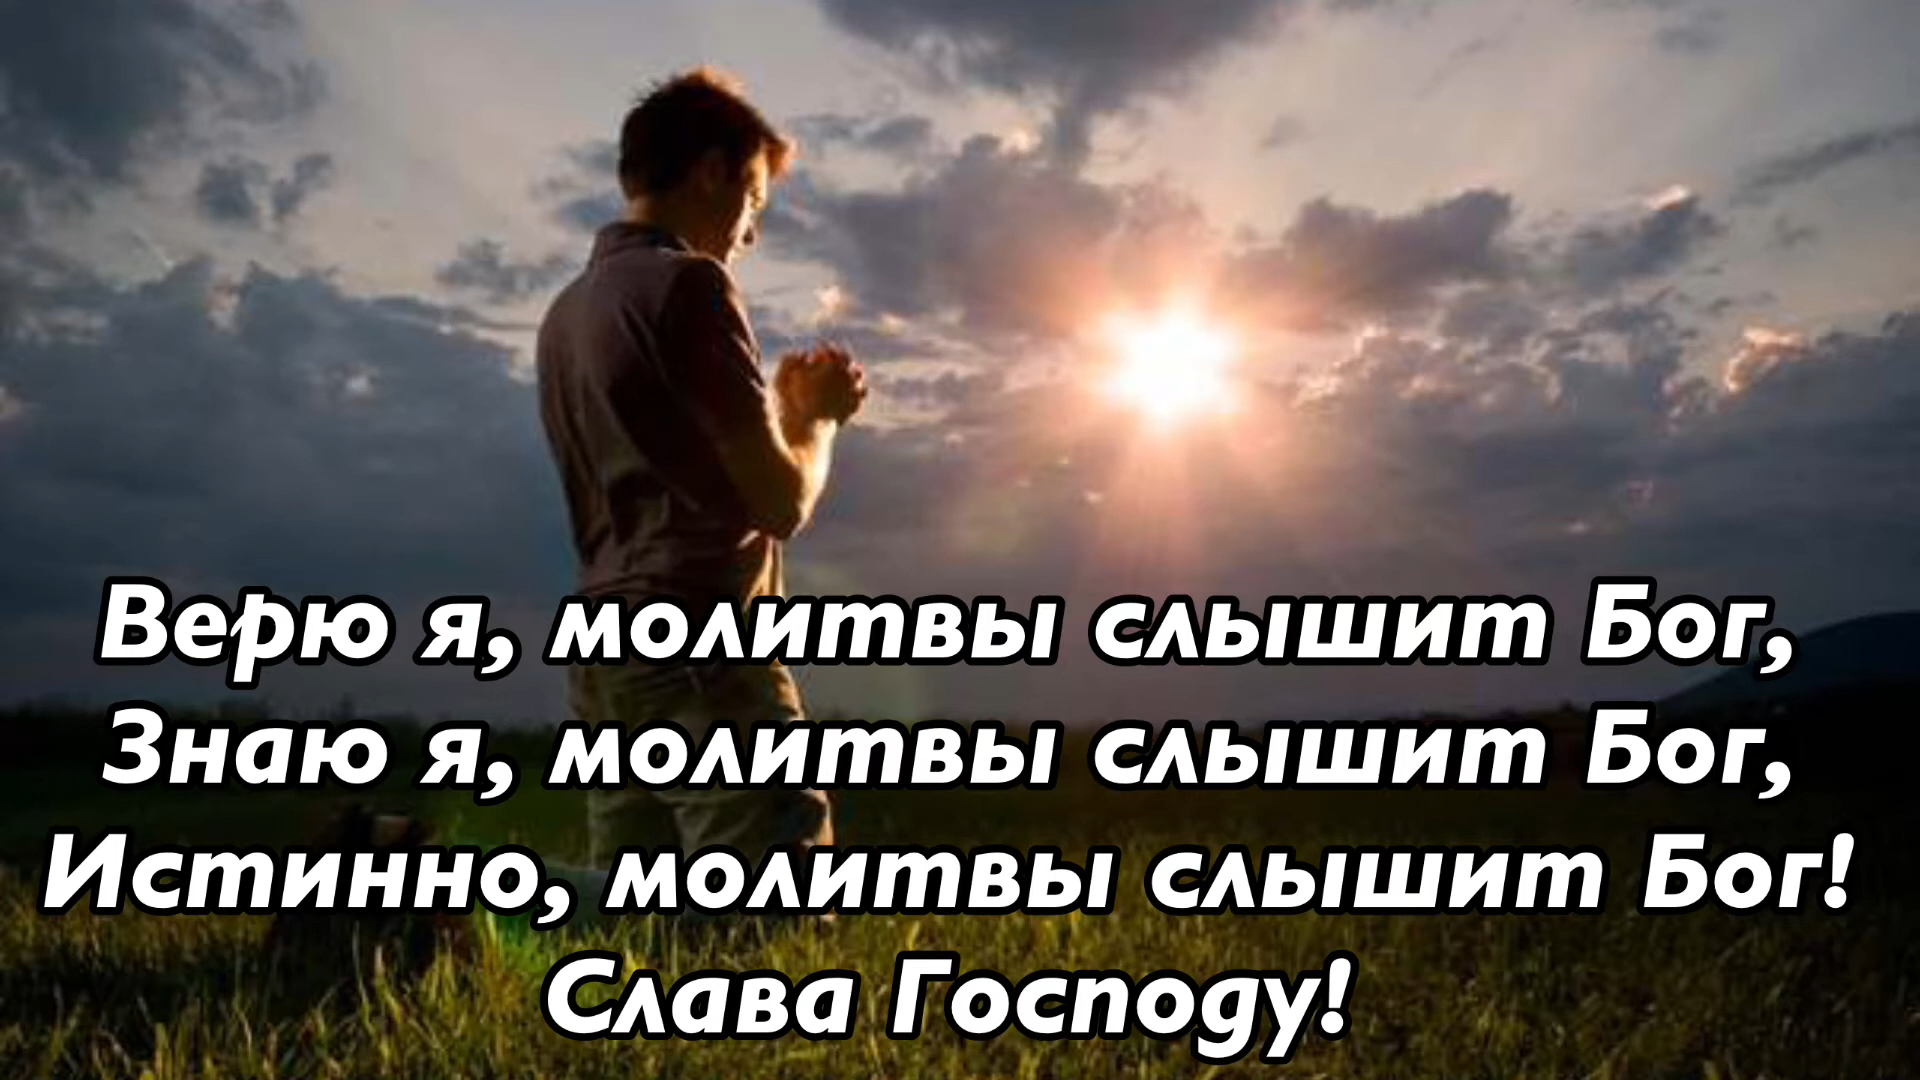 Верю я, молитвы слышит Бог,
Знаю я, молитвы слышит Бог,
Истинно, молитвы слышит Бог!
Слава Господу!